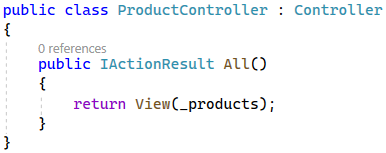 public class ProductController : Controller
{
0 references
public IActionResult All()
{
return View(_products);
}
}